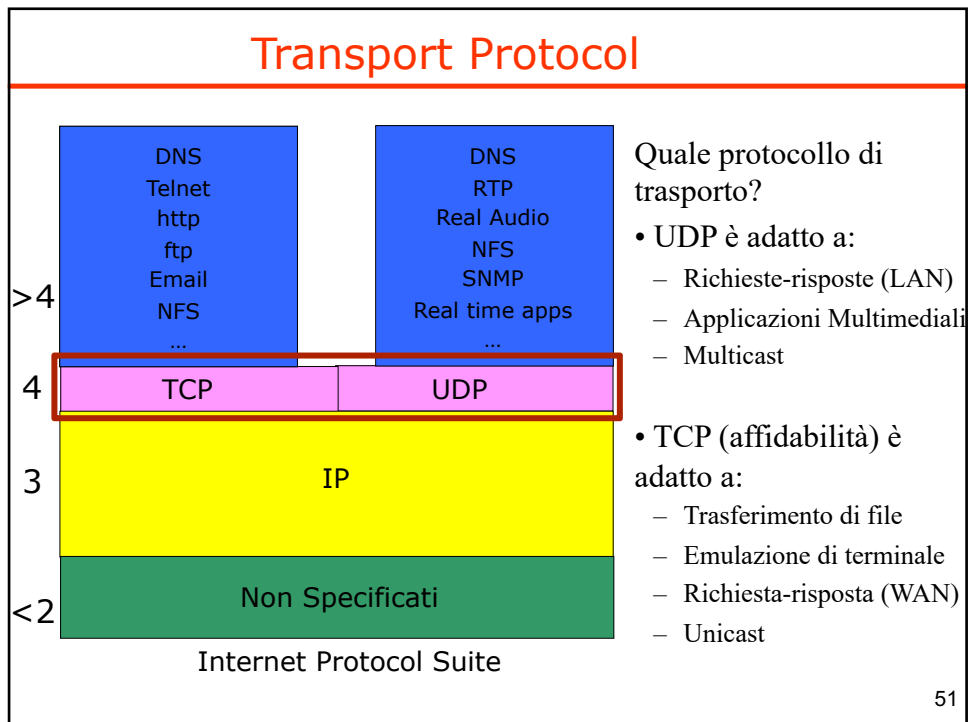 Transport Protocol
DNS
Telnet
http
ftp
Email
NFS
...
DNS
RTP
Real Audio
NFS
SNMP
Real time apps
...
>4
4
TCP
UDP
3
IP
<2
Non Specificati
Internet Protocol Suite
Quale protocollo di
trasporto?
• UDP è adatto a:
– Richieste-risposte (LAN)
– Applicazioni Multimediali
– Multicast
• TCP (affidabilità) è
adatto a:
– Trasferimento di file
– Emulazione di terminale
– Richiesta-risposta (WAN)
– Unicast
51